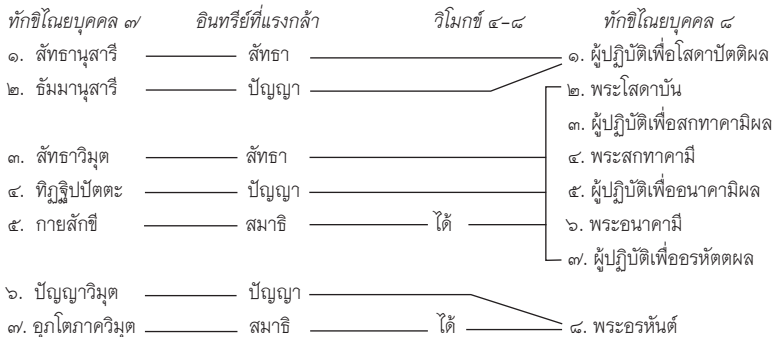 ทักขิไณยบุคคล ๗ อินทรีย์ที่แรงกล้า วิโมกข์ ๔-๘ ทักขิไณยบุคคล ๘
๑. สัทธานุสารี สัทธา ๑. ผู้ปฏิบัติเพื่อโสดาปัตติผล
๒. ธัมมานุสารี ปัญญา ๒. พระโสดาบัน
๓. ผู้ปฏิบัติเพื่อสกทาคามิผล
๓. สัทธาวิมุต สัทธา ๔. พระสกทาคามี
๔. ทิฏฐิปปัตตะ ปัญญา ๕. ผู้ปฏิบัติเพื่ออนาคามิผล
๕. กายสักขี สมาธิ ได้ ๖. พระอนาคามี
๗. ผู้ปฏิบัติเพื่ออรหัตตผล
๖. ปัญญาวิมุต ปัญญา
๗. อุภโตภาควิมุต สมาธิ ได้ ๘. พระอรหันต์